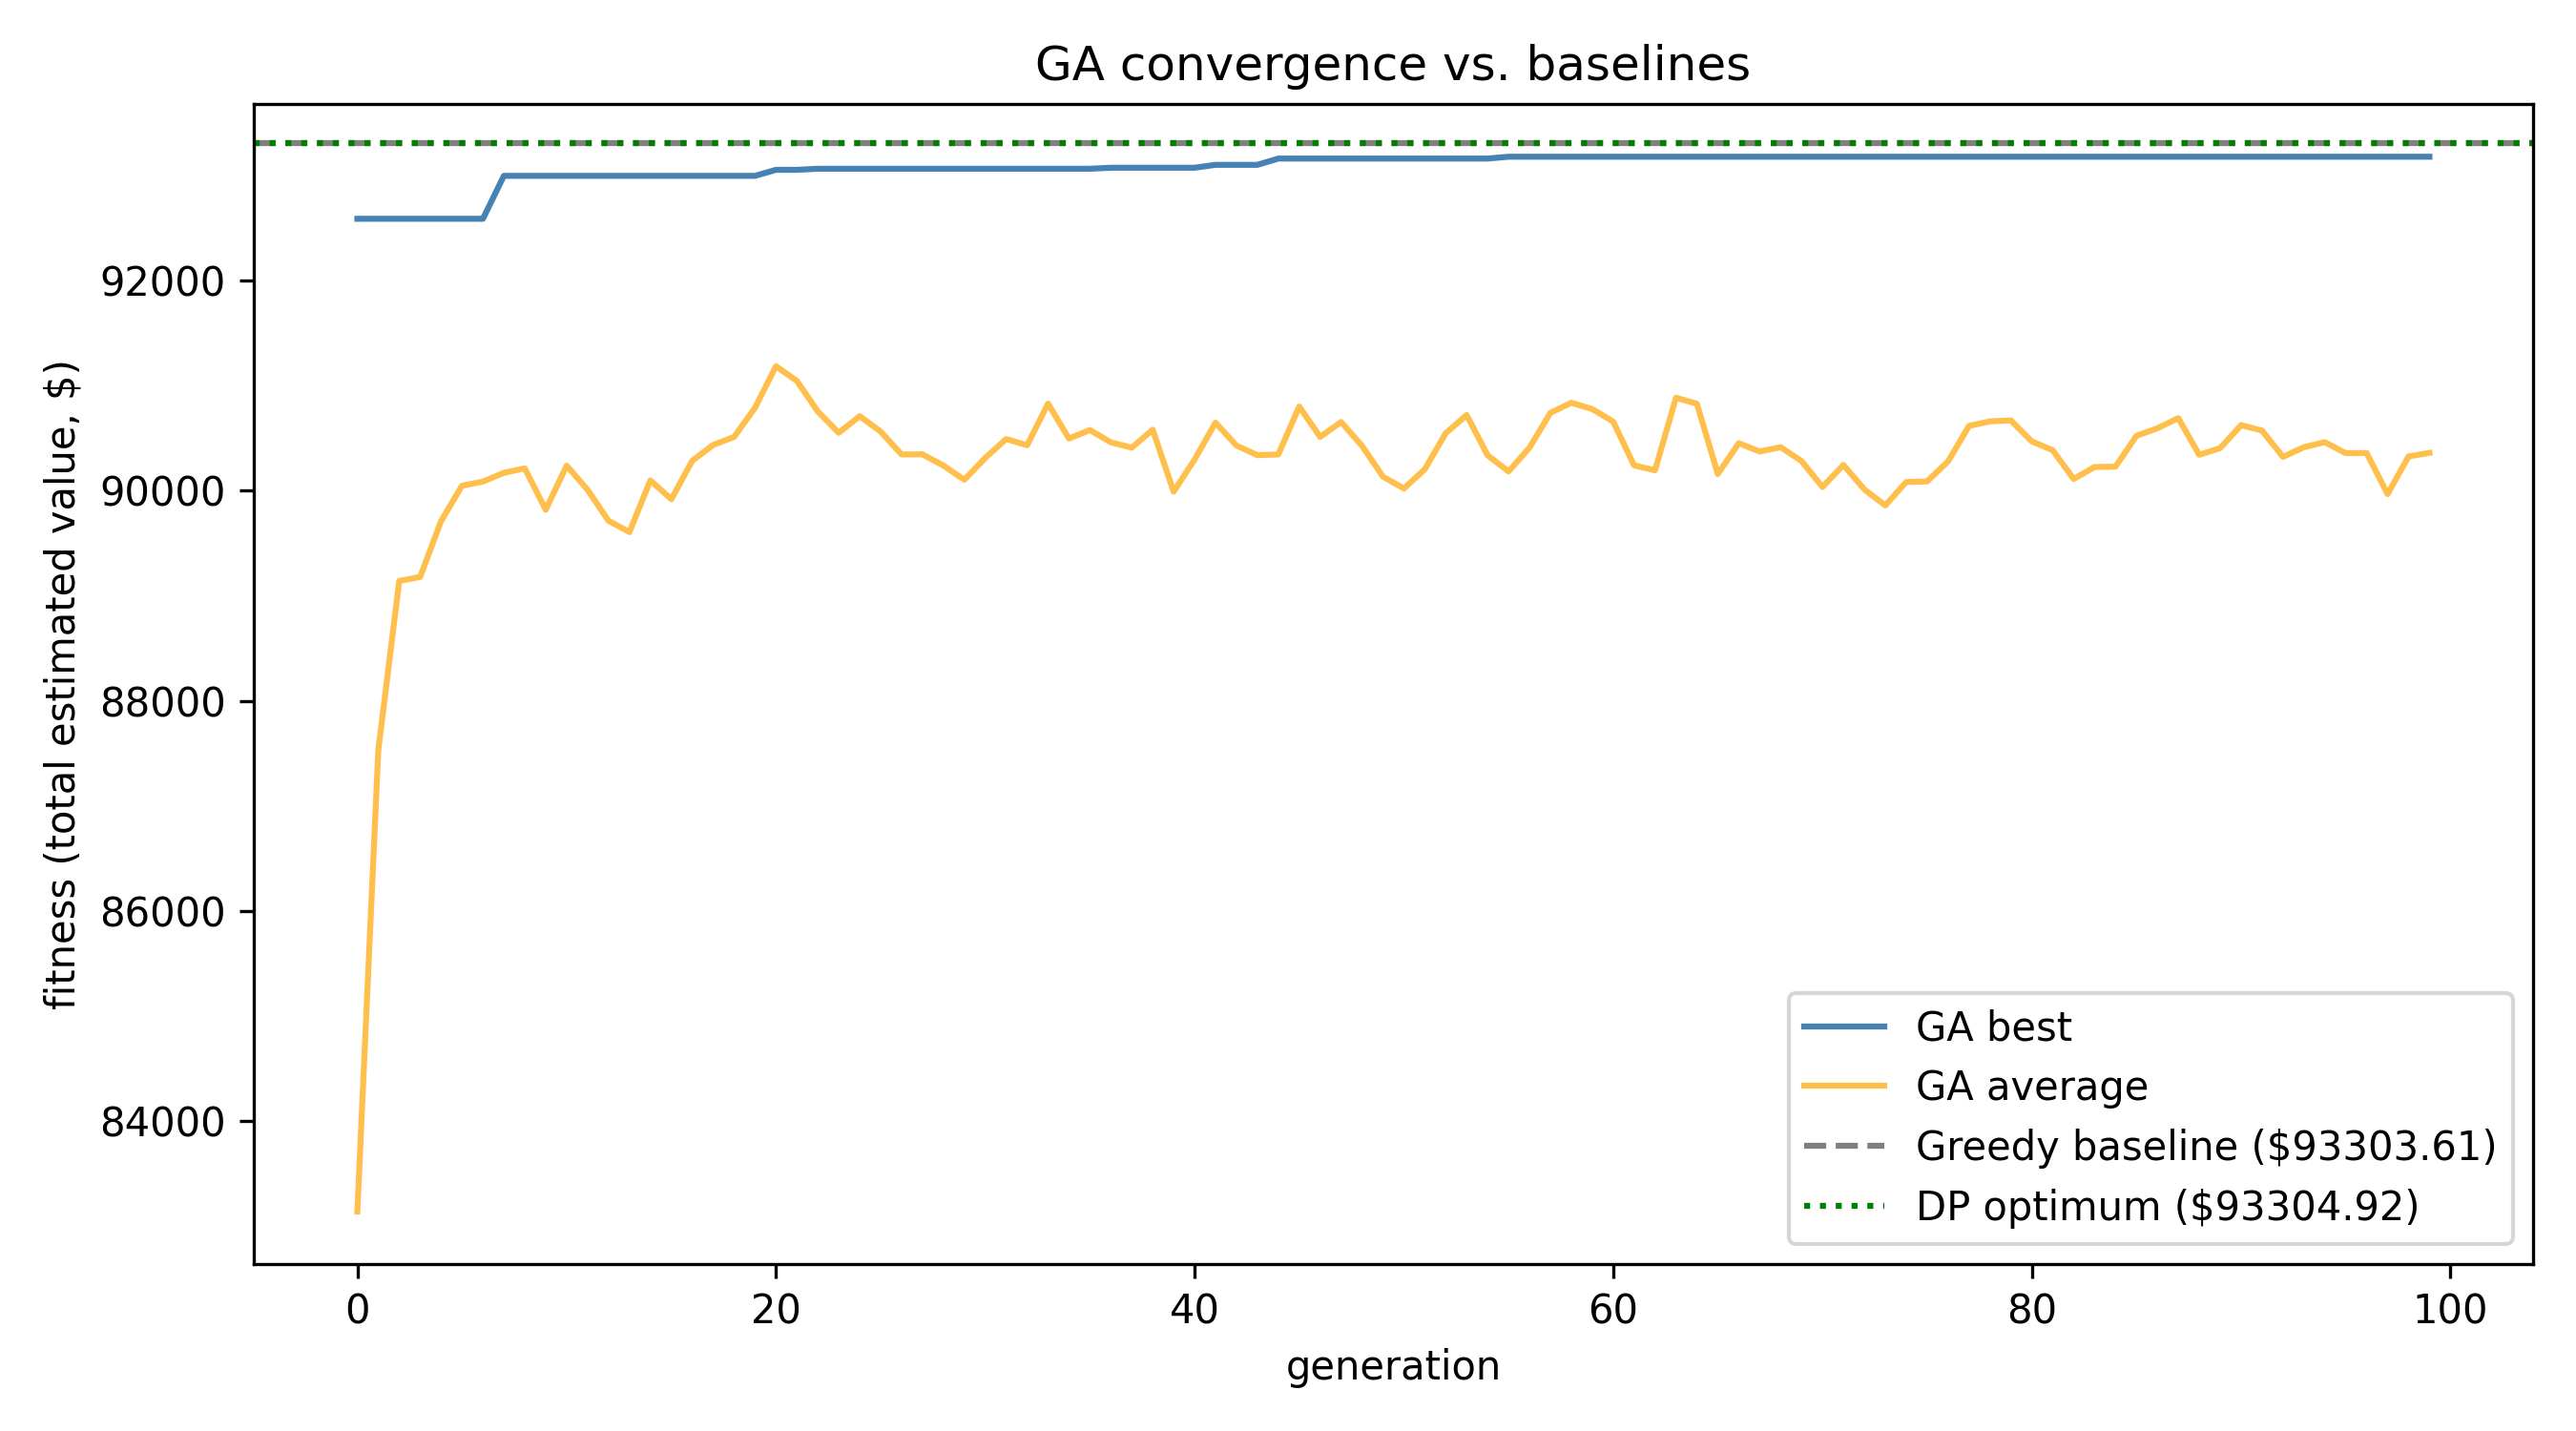 GA convergence vs. baselines
fitness (total estimated value, $)
92000
90000
88000
86000
84000
GA best
GA average
Greedy baseline ($93303.61)
DP optimum ($93304.92)
0 20 40 60 80 100
generation